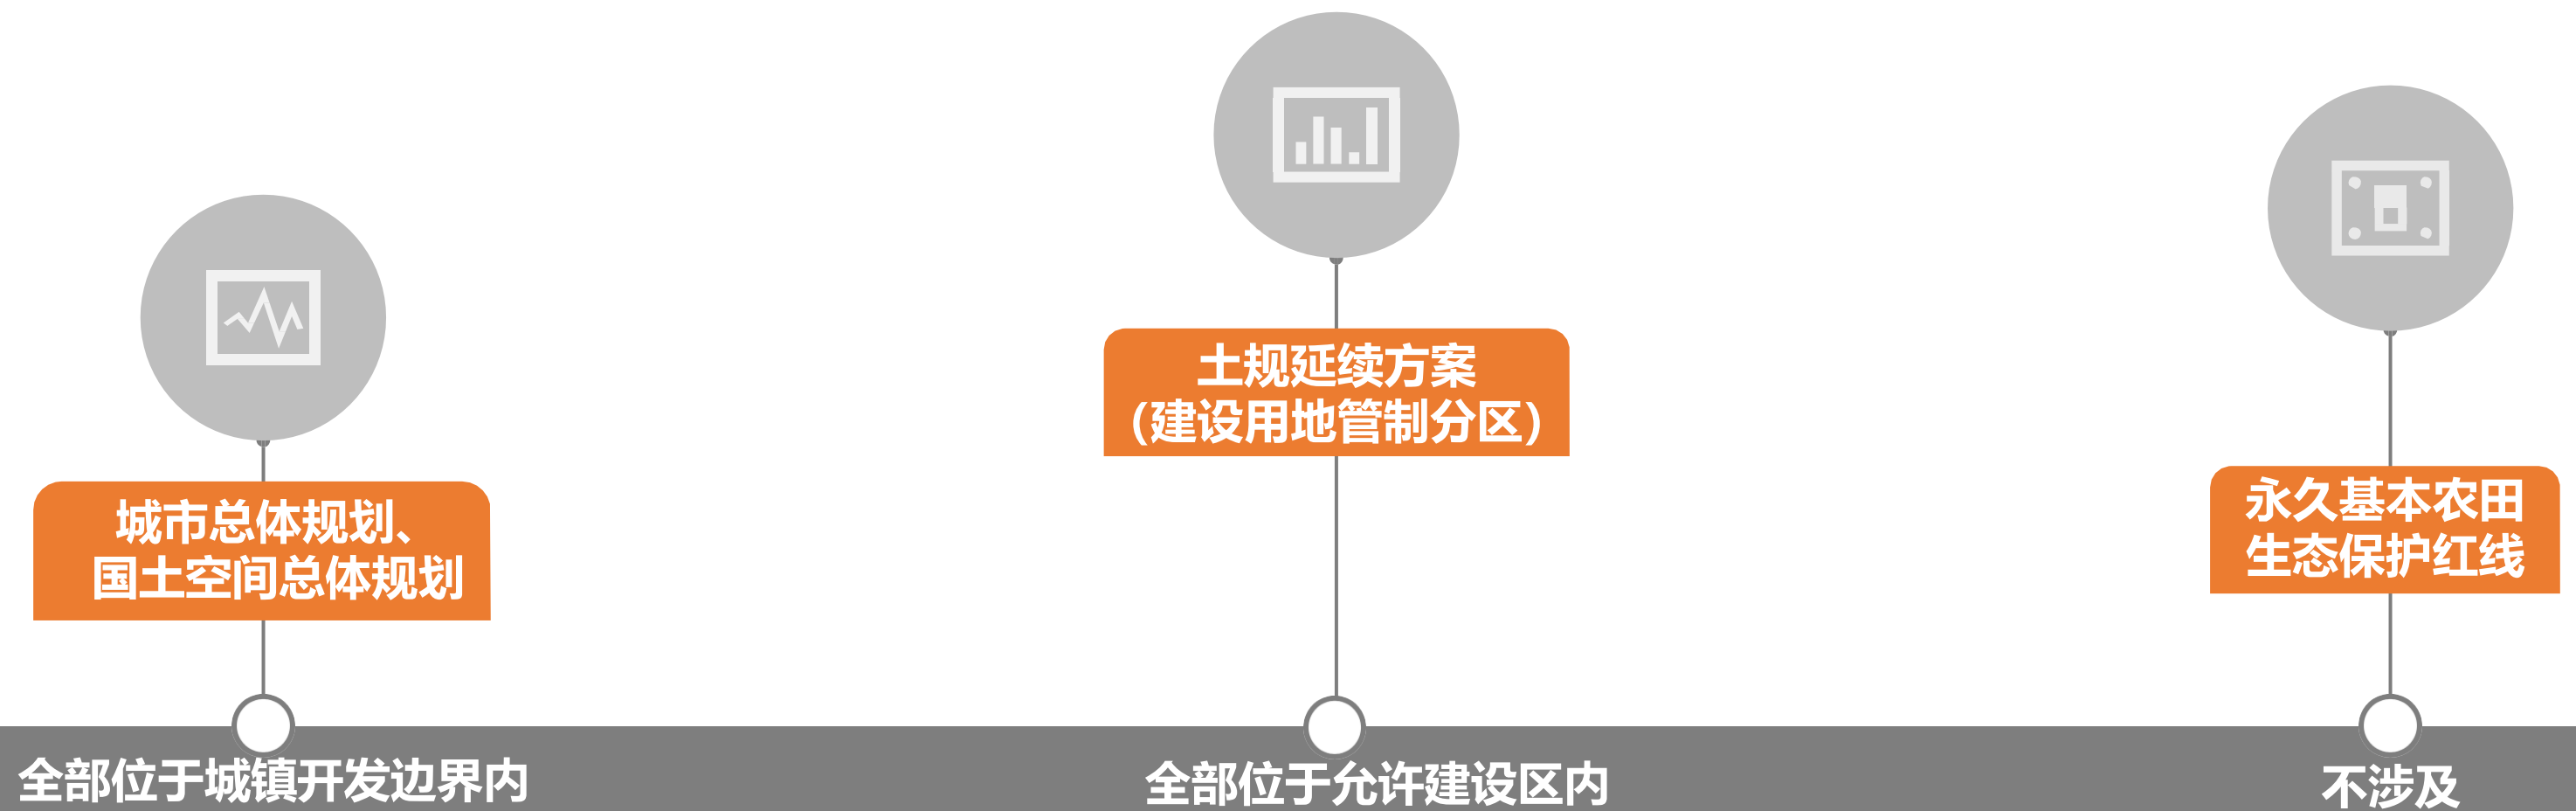 城市总体规划、
国土空间总体规划
全部位于城镇开发边界内
土规延续方案
（建设用地管制分区）
全部位于允许建设区内
永久基本农田
生态保护红线
不涉及